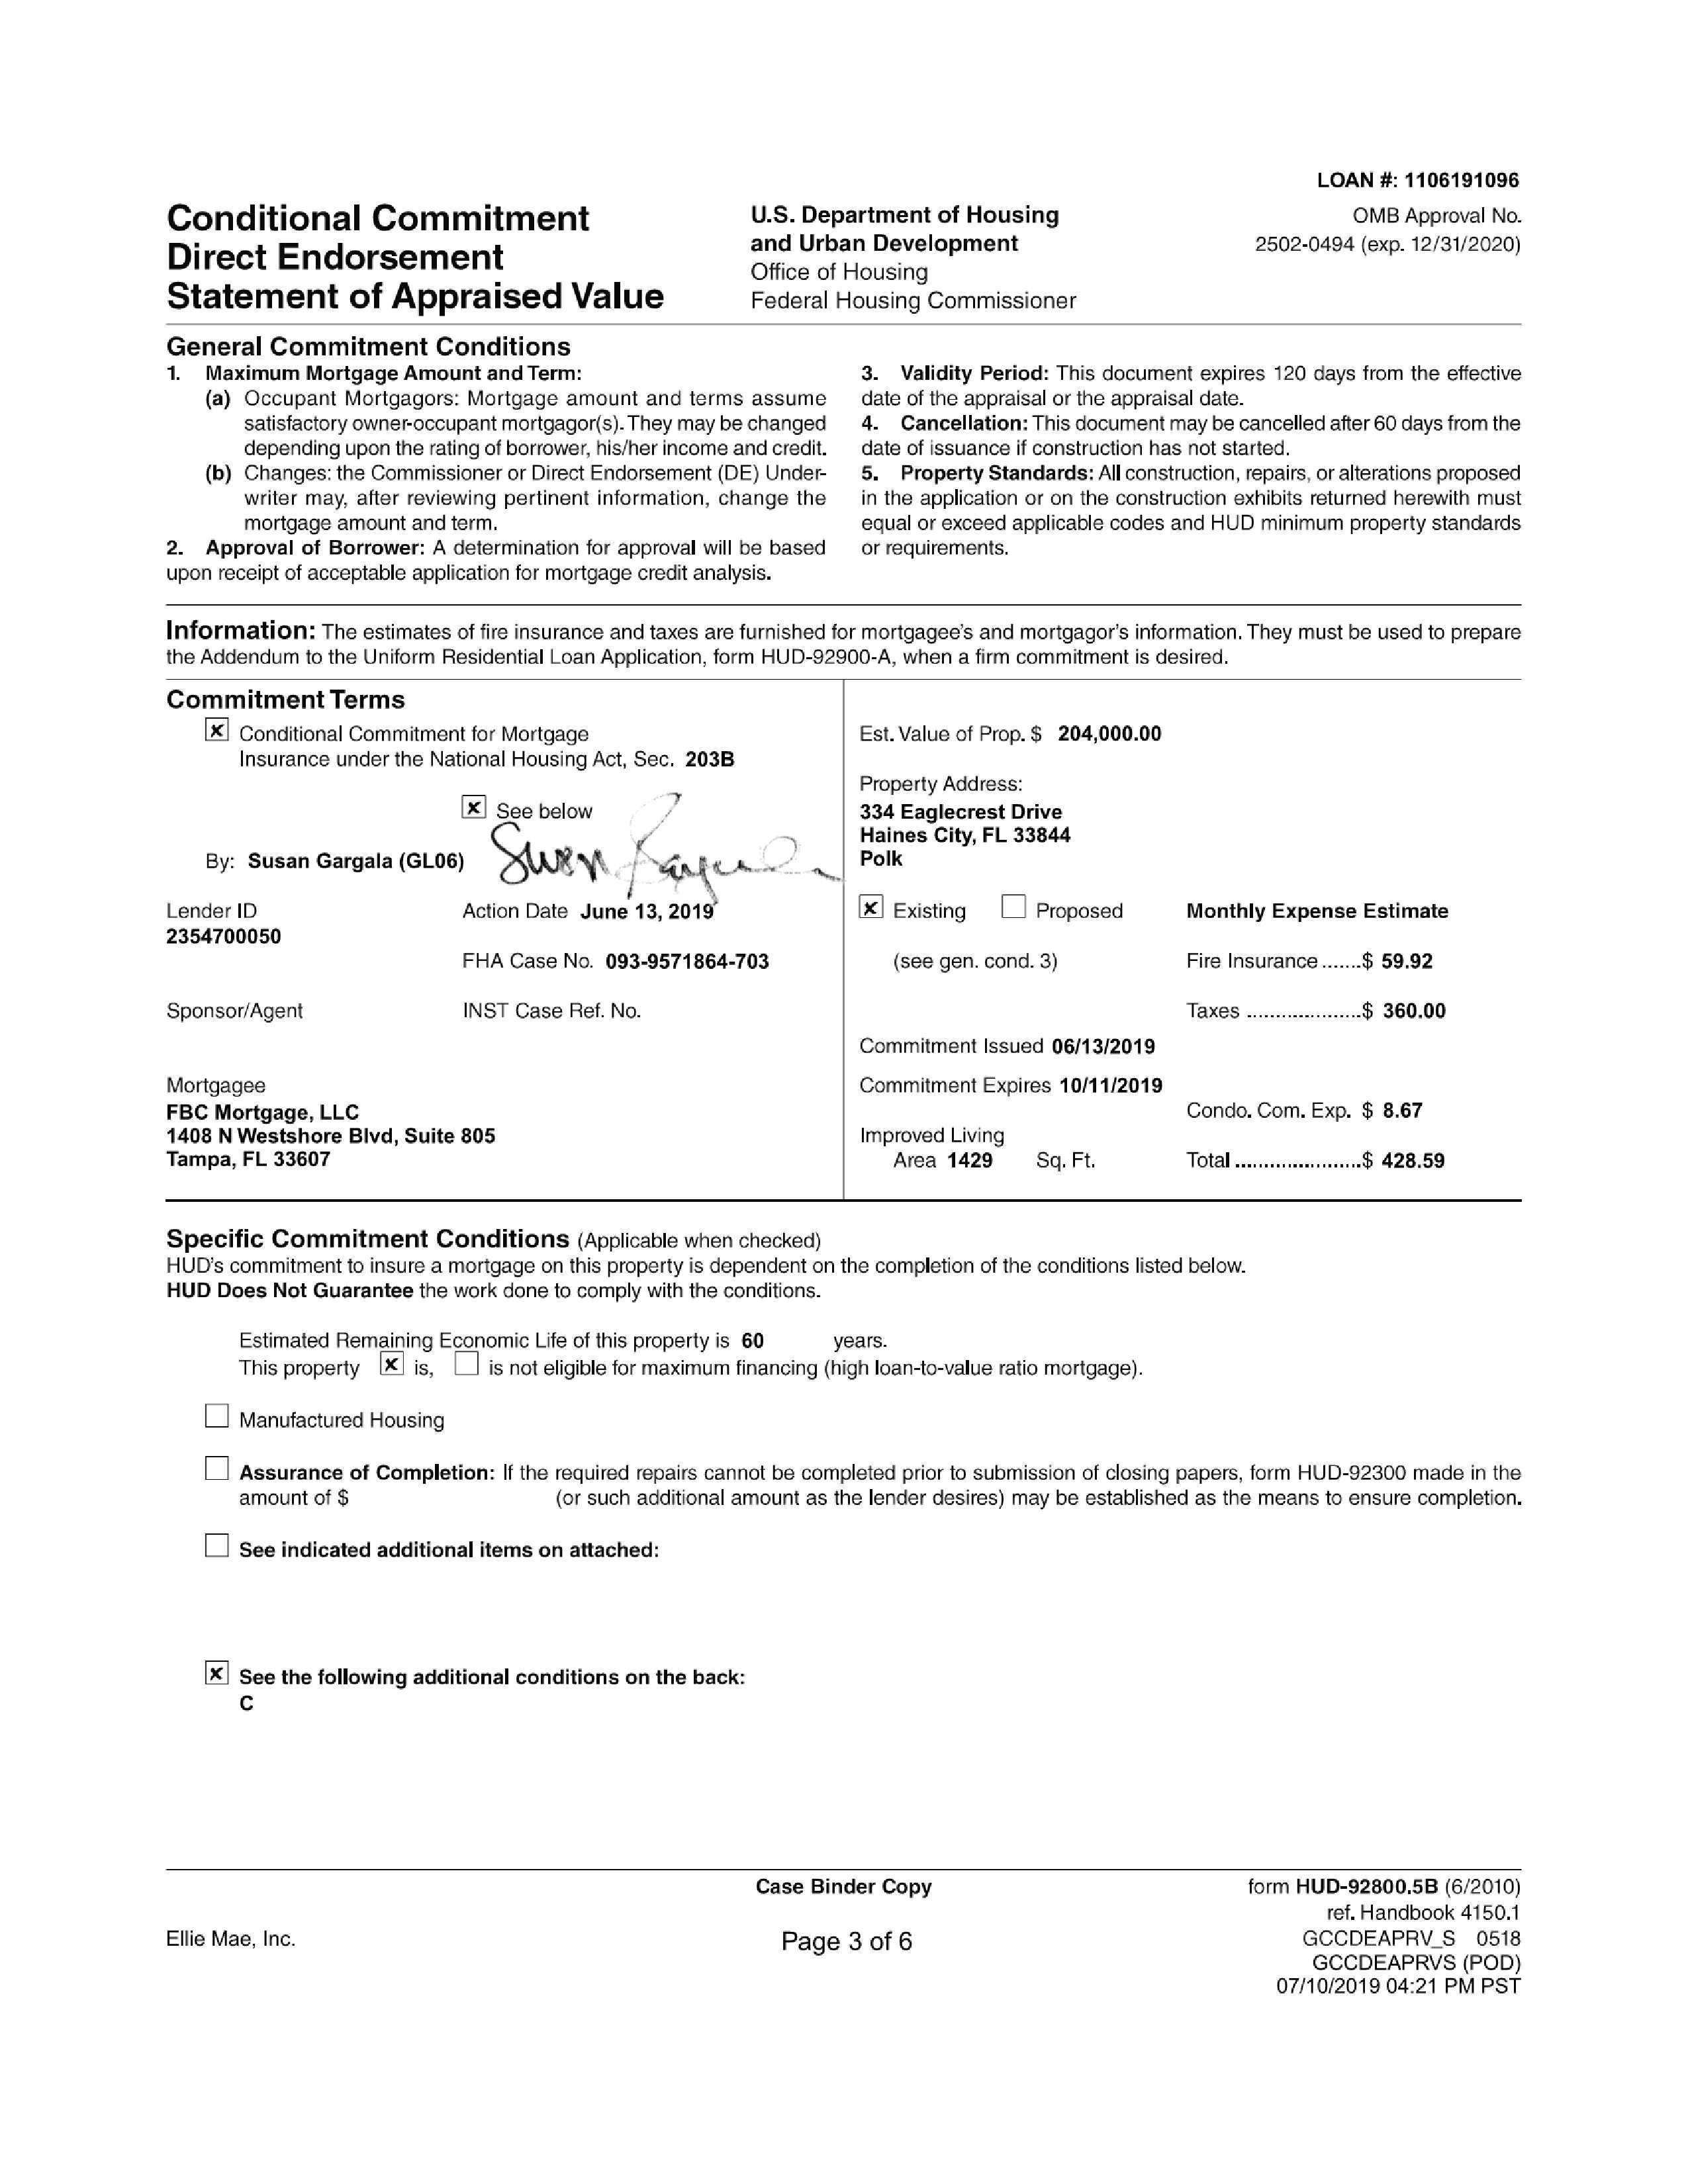 LOAN #: 1106191096
Conditional Commitment
Direct Endorsement
Statement of Appraised Value
U.S. Department of Housing
and Urban Development
Office of Housing
Federal Housing Commissioner
OMB Approval No.
2502-0494 (exp. 12/31/2020)
General Commitment Conditions
1. Maximum Mortgage Amount and Term:
(a) Occupant Mortgagors: Mortgage amount and terms assume
satisfactory owner-occupant mortgagor(s). They may be changed
depending upon the rating of borrower, his/her income and credit.
(b) Changes: the Commissioner or Direct Endorsement (DE) Under-
writer may, after reviewing pertinent information, change the
mortgage amount and term.
2. Approval of Borrower: A determination for approval will be based
upon receipt of acceptable application for mortgage credit analysis.
3. Validity Period: This document expires 120 days from the effective
date of the appraisal or the appraisal date.
4. Cancellation: This document may be cancelled after 60 days from the
date of issuance if construction has not started.
5. Property Standards: All construction, repairs, or alterations proposed
in the application or on the construction exhibits returned herewith must
equal or exceed applicable codes and HUD minimum property standards
or requirements.
Information: The estimates of fire insurance and taxes are furnished for mortgagee's and mortgagor's information. They must be used to prepare
the Addendum to the Uniform Residential Loan Application, form HUD-92900-A, when a firm commitment is desired.
Commitment Terms
Conditional Commitment for Mortgage
Insurance under the National Housing Act, Sec. 203B
See below
By: Susan Gargala (GL06)
Susan Gargala
Lender ID
2354700050
Action Date June 13, 2019
FHA Case No. 093-9571864-703
Sponsor/Agent
INST Case Ref. No.
Mortgagee
FBC Mortgage, LLC
1408 N Westshore Blvd, Suite 805
Tampa, FL 33607
Est. Value of Prop. $ 204,000.00
Property Address:
334 Eaglecrest Drive
Haines City, FL 33844
Polk
Existing Proposed
(see gen. cond. 3)
Commitment Issued 06/13/2019
Commitment Expires 10/11/2019
Improved Living
Area 1429 Sq. Ft.
Monthly Expense Estimate
Fire Insurance.......$ 59.92
Taxes ....................$ 360.00
Condo. Com. Exp. $ 8.67
Total ......................$ 428.59
Specific Commitment Conditions (Applicable when checked)
HUD's commitment to insure a mortgage on this property is dependent on the completion of the conditions listed below.
HUD Does Not Guarantee the work done to comply with the conditions.
Estimated Remaining Economic Life of this property is 60 years.
This property is, is not eligible for maximum financing (high loan-to-value ratio mortgage).
Manufactured Housing
Assurance of Completion: If the required repairs cannot be completed prior to submission of closing papers, form HUD-92300 made in the
amount of $ (or such additional amount as the lender desires) may be established as the means to ensure completion.
See indicated additional items on attached:
See the following additional conditions on the back:
C
Case Binder Copy
form HUD-92800.5B (6/2010)
ref. Handbook 4150.1
Ellie Mae, Inc.
Page 3 of 6
GCCDEAPRV_S 0518
GCCDEAPRVS (POD)
07/10/2019 04:21 PM PST